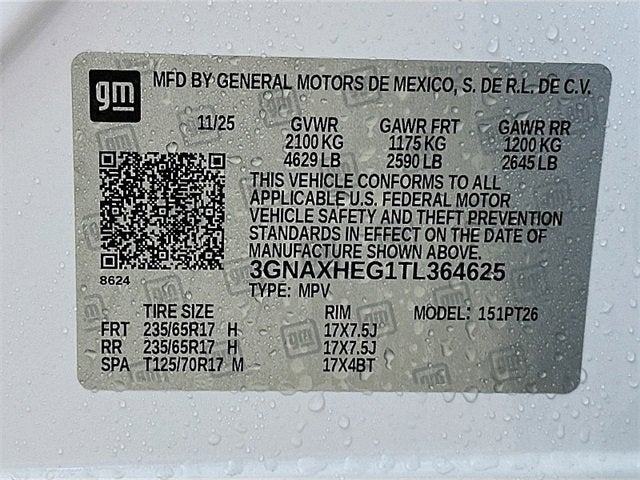 gm MFD BY GENERAL MOTORS DE MEXICO, S. DE R.L. DE C.V.
11/25 GVWR GAWR FRT GAWR RR
2100 KG 1175 KG 1200 KG
4629 LB 2590 LB 2645 LB
THIS VEHICLE CONFORMS TO ALL
APPLICABLE U.S. FEDERAL MOTOR
VEHICLE SAFETY AND THEFT PREVENTION
STANDARDS IN EFFECT ON THE DATE
OF MANUFACTURE SHOWN ABOVE.
3GNAXHEG1TL364625
8624 TYPE: MPV
TIRE SIZE RIM MODEL: 151PT26
FRT 235/65R17 H 17X7.5J
RR 235/65R17 H 17X7.5J
SPA T125/70R17 M 17X4BT